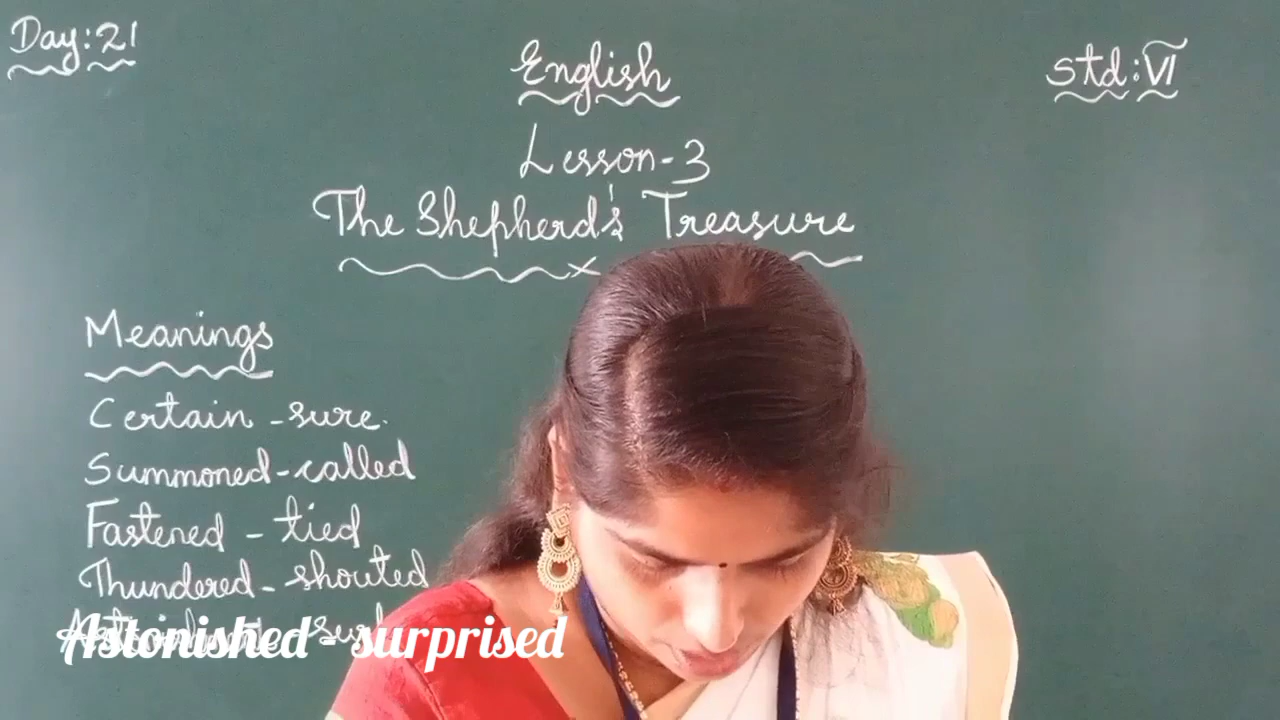 Day:21
English
Std:VI
Lesson-3
The Shepherd's Treasure
Meanings
Certain - sure.
Summoned - called
Fastened - tied
Thundered - shouted
Astonished - surprised